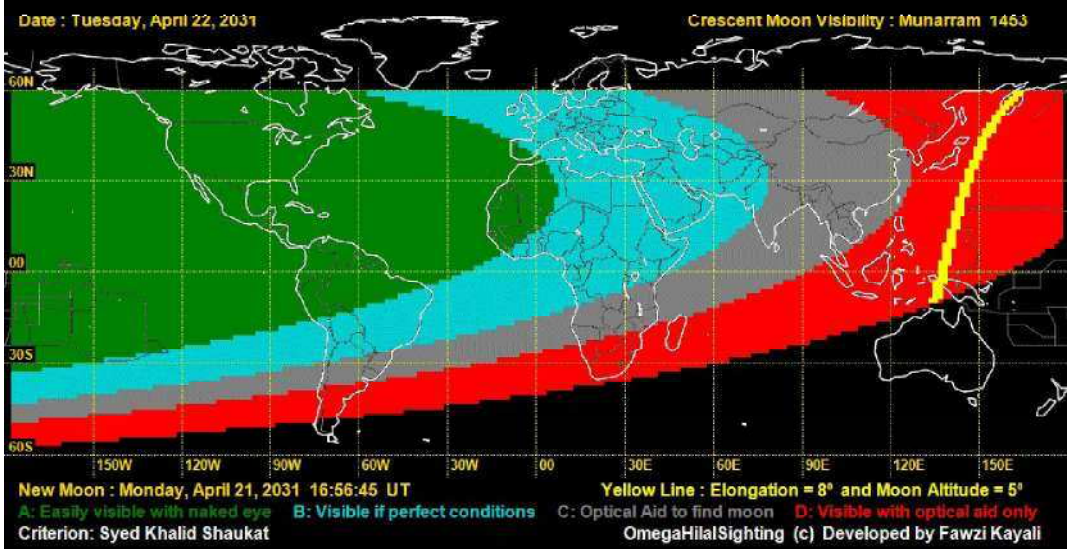 Date : Tuesday, April 22, 2031
Crescent Moon Visibility : Muharram 1453
60N
30N
00
30S
60S
150W 120W 90W 60W 30W 00 30E 60E 90E 120E 150E
New Moon : Monday, April 21, 2031 16:56:45 UT
Yellow Line : Elongation = 8º and Moon Altitude = 5º
A: Easily visible with naked eye
B: Visible if perfect conditions
C: Optical Aid to find moon
D: Visible with optical aid only
Criterion: Syed Khalid Shaukat
OmegaHilalSighting (c) Developed by Fawzi Kayali